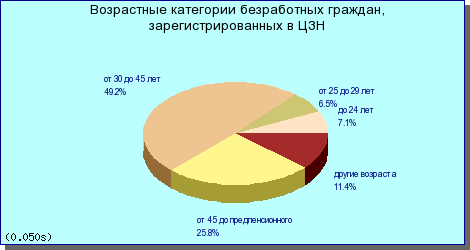 Возрастные категории безработных граждан,
зарегистрированных в ЦЗН
от 30 до 45 лет
49.2%
от 25 до 29 лет
6.5%
до 24 лет
7.1%
другие возраста
11.4%
от 45 до предпенсионного
25.8%
(0.050s)